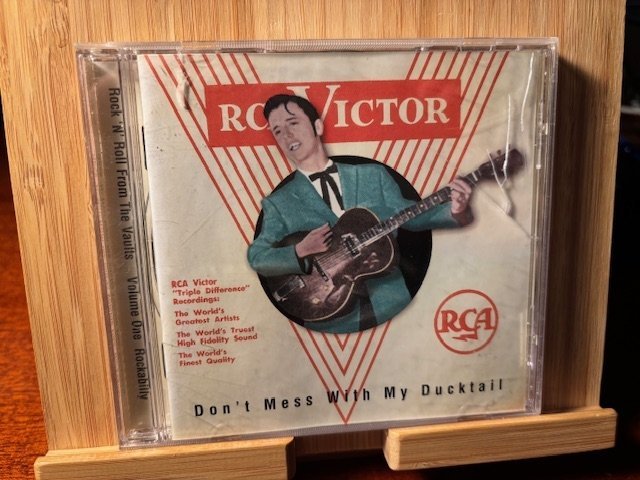 Rock 'N' Roll From The Vaults Volume One Rockabilly
RCA VICTOR
RCA Victor
"Triple Difference"
Recordings:
The World's
Greatest Artists
The World's Truest
High Fidelity Sound
The World's
Finest Quality
RCA
Don't Mess With My Ducktail